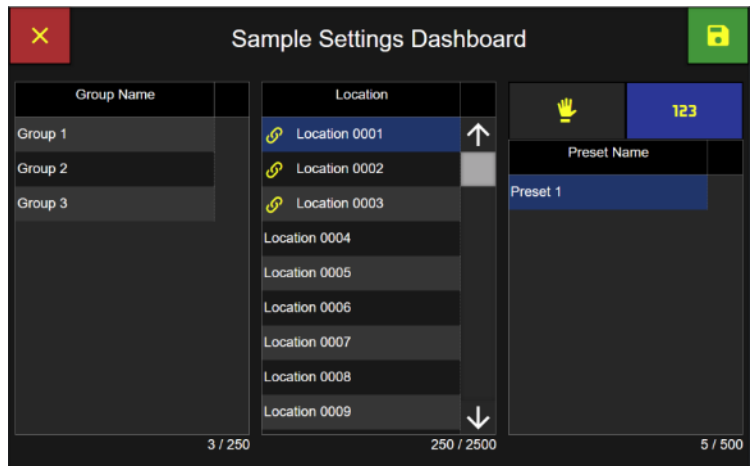 Sample Settings Dashboard
Group Name
Group 1
Group 2
Group 3
3 / 250
Location
Location 0001
Location 0002
Location 0003
Location 0004
Location 0005
Location 0006
Location 0007
Location 0008
Location 0009
250 / 2500
123
Preset Name
Preset 1
5 / 500